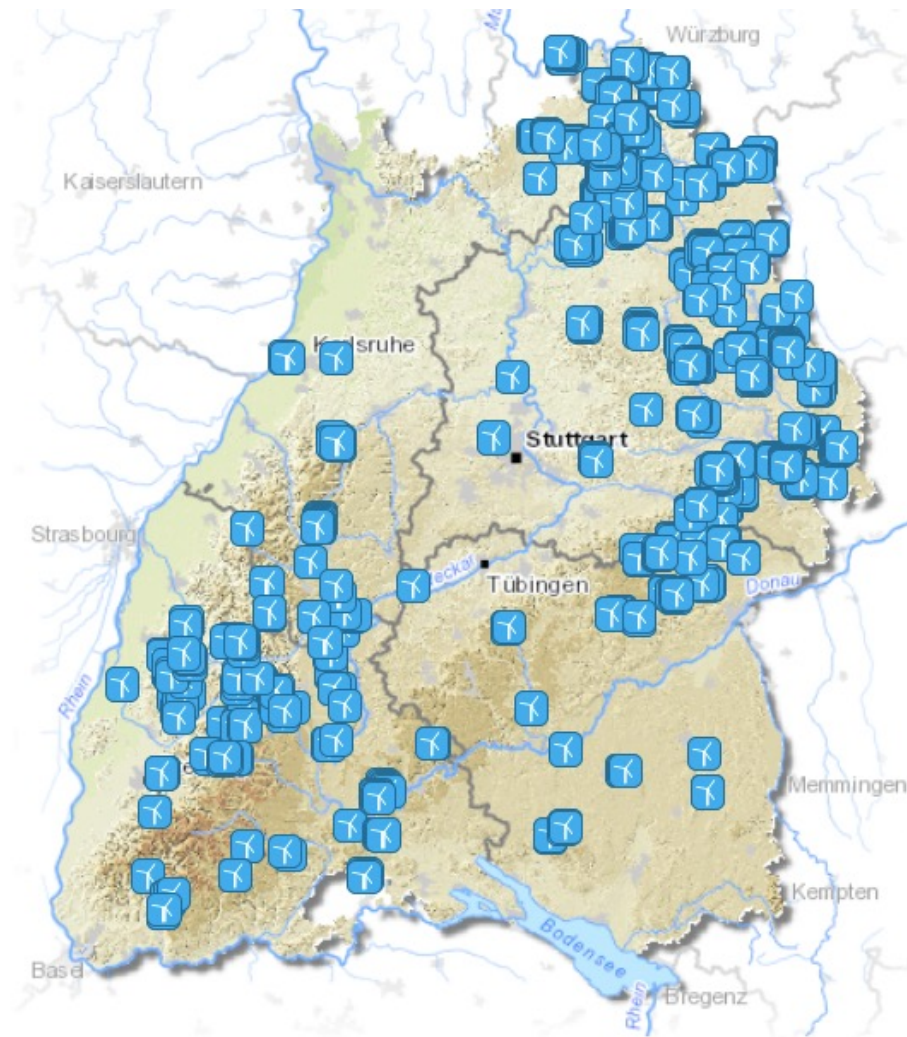 Würzburg
Kaiserslautern
Karlsruhe
Stuttgart
Strasbourg
Neckar
Tübingen
Donau
Rhein
Memmingen
Kempten
Bodensee
Basel
Bregenz
Rhein